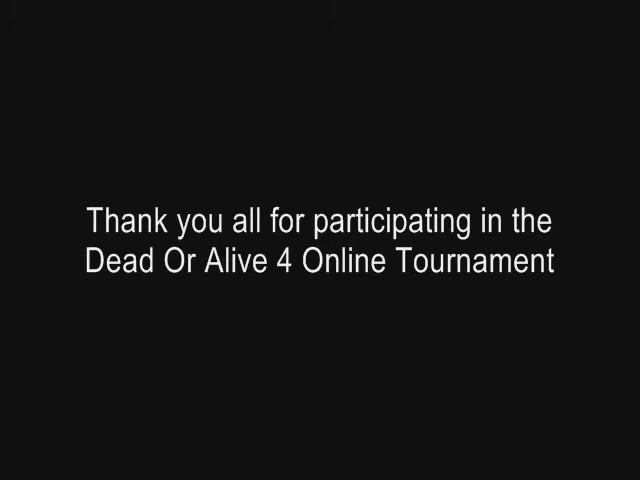 Thank you all for participating in the
Dead Or Alive 4 Online Tournament